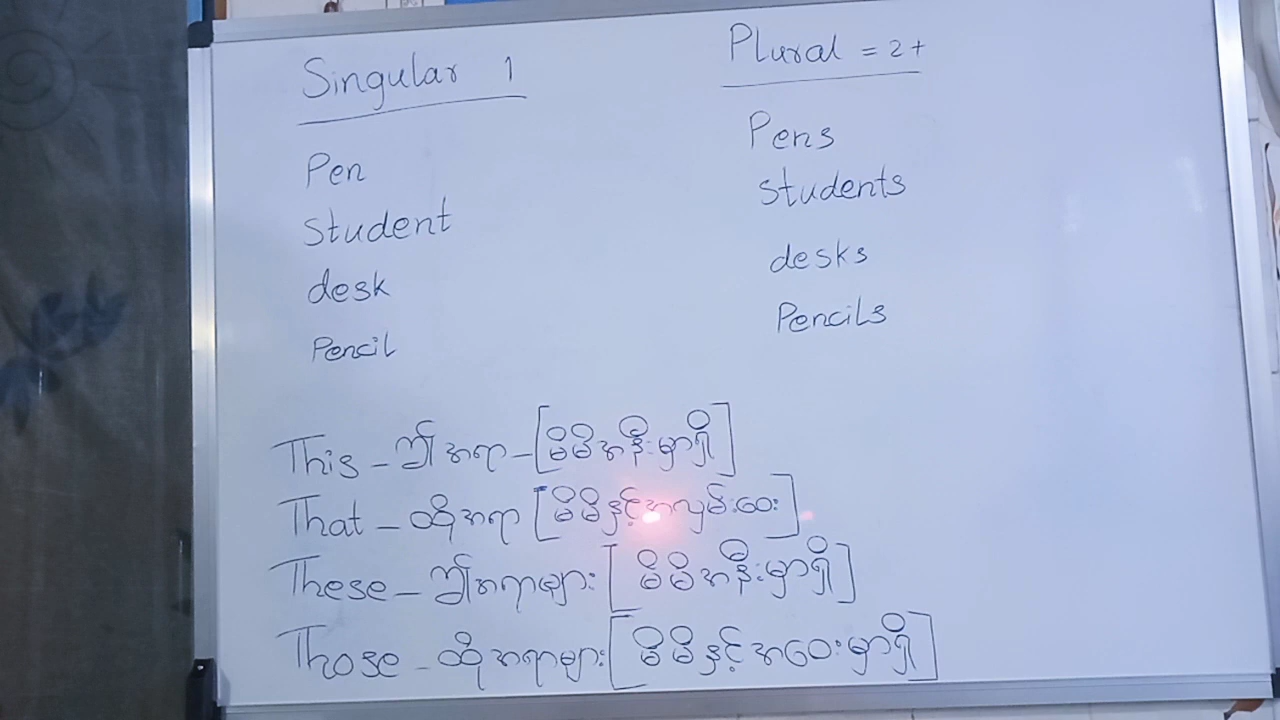 Singular 1
Plural = 2+
Pen
Pens
Student
students
desk
desks
Pencil
Pencils
This - ဤအရာ - [မိမိအနီးမှာရှိ]
That - ထိုအရာ [မိမိနှင့်အလှမ်းဝေး]
These - ဤအရာများ [မိမိအနီးမှာရှိ]
Those - ထိုအရာများ [မိမိနှင့်အဝေးမှာရှိ]